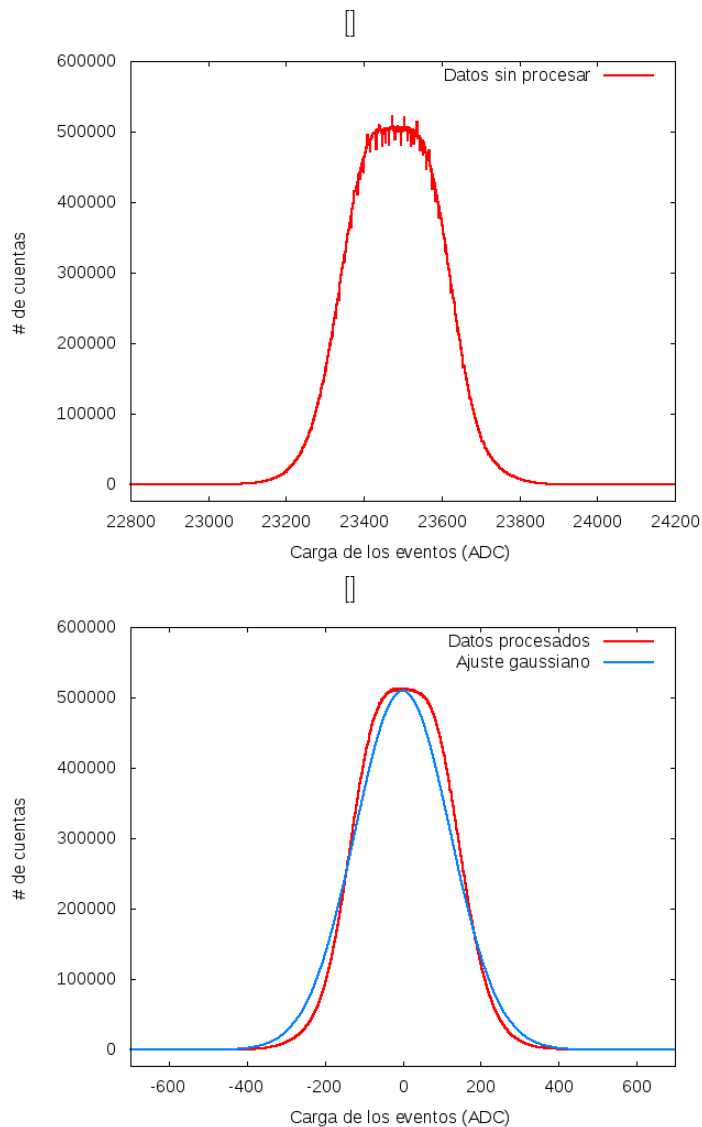 []
600000
Datos sin procesar
500000
400000
300000
200000
100000
0
# de cuentas
22800 23000 23200 23400 23600 23800 24000 24200
Carga de los eventos (ADC)
[]
600000
Datos procesados
Ajuste gaussiano
500000
400000
300000
200000
100000
0
# de cuentas
-600 -400 -200 0 200 400 600
Carga de los eventos (ADC)